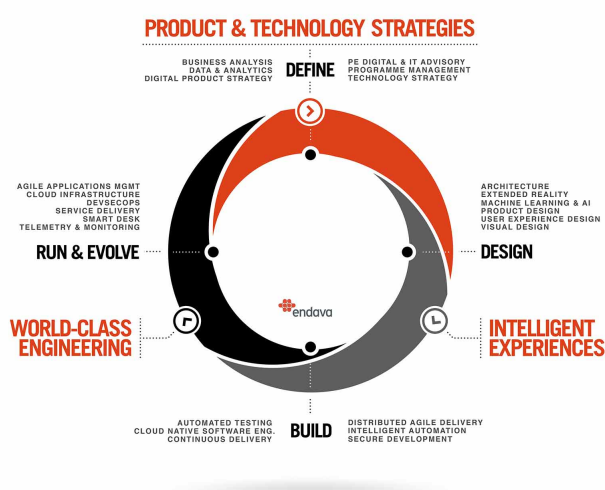 PRODUCT & TECHNOLOGY STRATEGIES
BUSINESS ANALYSIS
DATA & ANALYTICS
DIGITAL PRODUCT STRATEGY
DEFINE
PE DIGITAL & IT ADVISORY
PROGRAMME MANAGEMENT
TECHNOLOGY STRATEGY
AGILE APPLICATIONS MGMT
CLOUD INFRASTRUCTURE
DEVSECOPS
SERVICE DELIVERY
SMART DESK
TELEMETRY & MONITORING
RUN & EVOLVE
ARCHITECTURE
EXTENDED REALITY
MACHINE LEARNING & AI
PRODUCT DESIGN
USER EXPERIENCE DESIGN
VISUAL DESIGN
DESIGN
endava
WORLD-CLASS
ENGINEERING
INTELLIGENT
EXPERIENCES
AUTOMATED TESTING
CLOUD NATIVE SOFTWARE ENG.
CONTINUOUS DELIVERY
BUILD
DISTRIBUTED AGILE DELIVERY
INTELLIGENT AUTOMATION
SECURE DEVELOPMENT